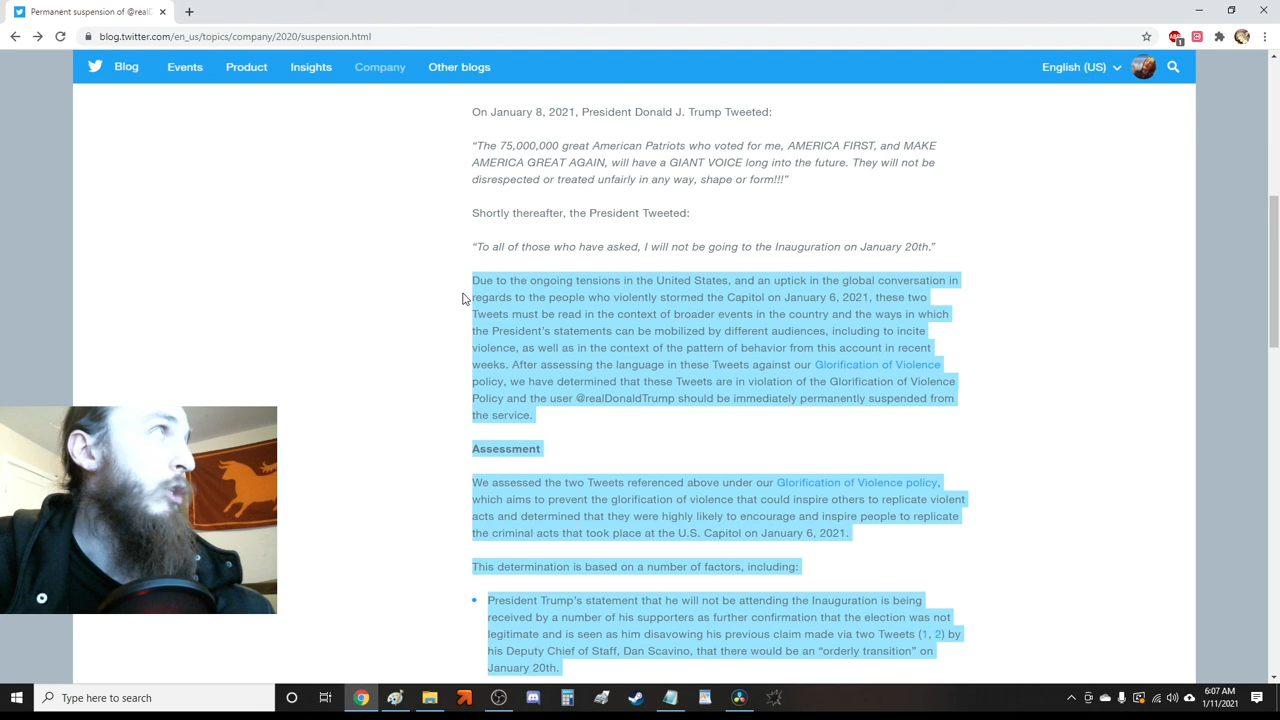 Permanent suspension of @realD
blog.twitter.com/en_us/topics/company/2020/suspension.html
Blog Events Product Insights Company Other blogs English (US)
On January 8, 2021, President Donald J. Trump Tweeted:
“The 75,000,000 great American Patriots who voted for me, AMERICA FIRST, and MAKE
AMERICA GREAT AGAIN, will have a GIANT VOICE long into the future. They will not be
disrespected or treated unfairly in any way, shape or form!!!”
Shortly thereafter, the President Tweeted:
“To all of those who have asked, I will not be going to the Inauguration on January 20th.”
Due to the ongoing tensions in the United States, and an uptick in the global conversation in
regards to the people who violently stormed the Capitol on January 6, 2021, these two
Tweets must be read in the context of broader events in the country and the ways in which
the President’s statements can be mobilized by different audiences, including to incite
violence, as well as in the context of the pattern of behavior from this account in recent
weeks. After assessing the language in these Tweets against our Glorification of Violence
policy, we have determined that these Tweets are in violation of the Glorification of Violence
Policy and the user @realDonaldTrump should be immediately permanently suspended from
the service.
Assessment
We assessed the two Tweets referenced above under our Glorification of Violence policy,
which aims to prevent the glorification of violence that could inspire others to replicate violent
acts and determined that they were highly likely to encourage and inspire people to replicate
the criminal acts that took place at the U.S. Capitol on January 6, 2021.
This determination is based on a number of factors, including:
President Trump’s statement that he will not be attending the Inauguration is being
received by a number of his supporters as further confirmation that the election was not
legitimate and is seen as him disavowing his previous claim made via two Tweets (1, 2) by
his Deputy Chief of Staff, Dan Scavino, that there would be an “orderly transition” on
January 20th.
Type here to search
6:07 AM
1/11/2021